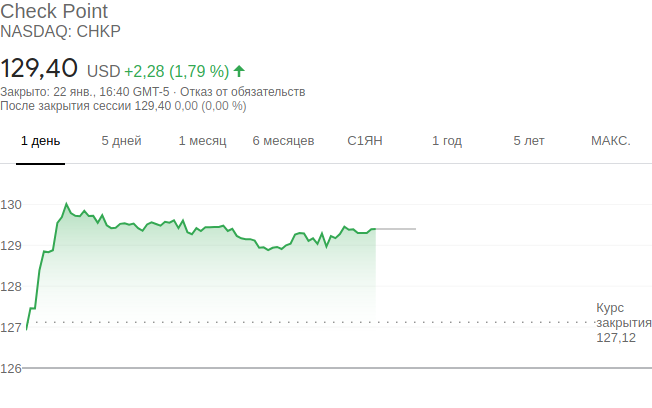 Check Point
NASDAQ: CHKP
129,40 USD +2,28 (1,79 %)
Закрыто: 22 янв., 16:40 GMT-5 · Отказ от обязательств
После закрытия сессии 129,40 0,00 (0,00 %)
1 день 5 дней 1 месяц 6 месяцев С1ЯН 1 год 5 лет МАКС.
130
129
128
127
126
Курс
закрытия
127,12